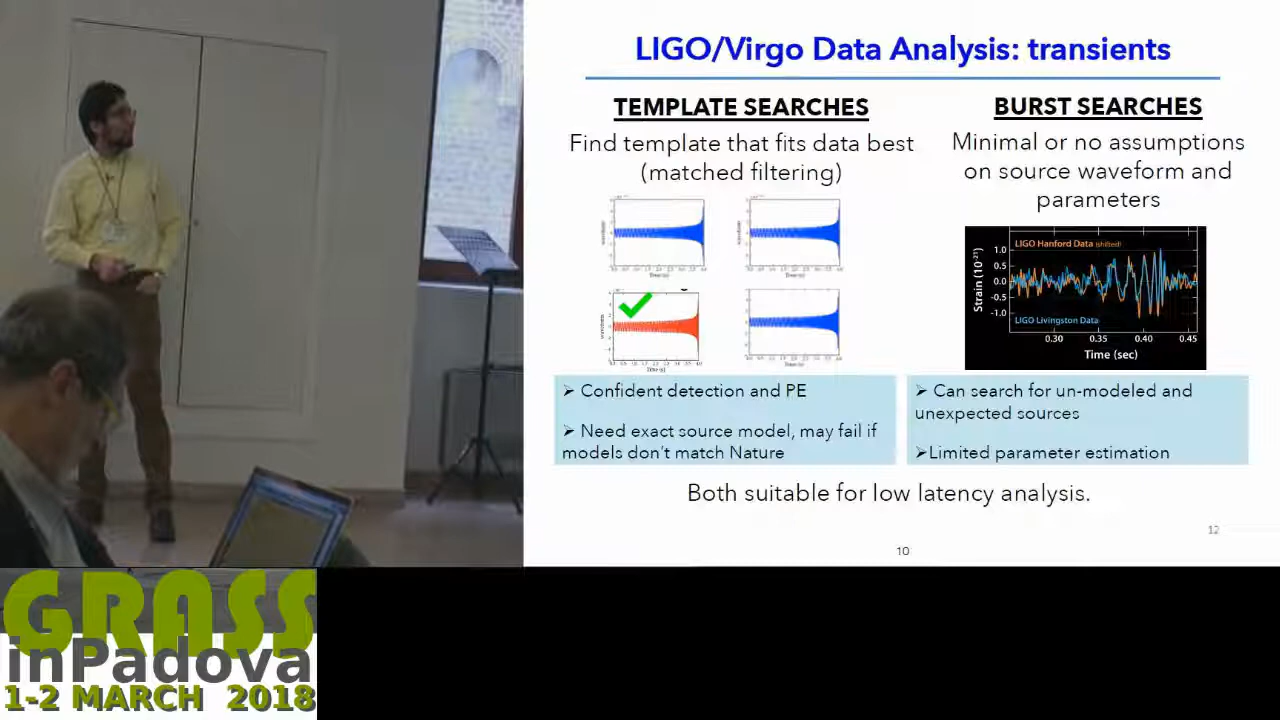 LIGO/Virgo Data Analysis: transients
TEMPLATE SEARCHES
Find template that fits data best
(matched filtering)
BURST SEARCHES
Minimal or no assumptions
on source waveform and
parameters
LIGO Hanford Data (shifted)
LIGO Livingston Data
Strain (10-21)
1.0
0.5
0.0
-0.5
-1.0
0.30 0.35 0.40 0.45
Time (sec)
➢ Confident detection and PE
➢ Need exact source model, may fail if
models don't match Nature
➢ Can search for un-modeled and
unexpected sources
➢Limited parameter estimation
Both suitable for low latency analysis.
12
10
GRASS
inPadova
1-2 MARCH 2018